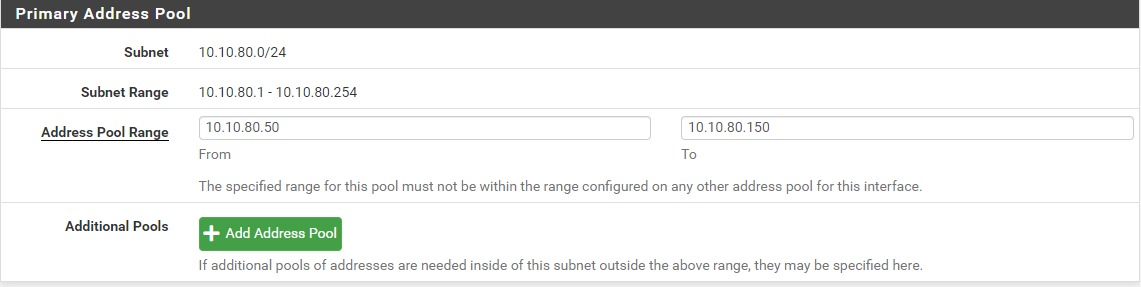 Primary Address Pool
Subnet 10.10.80.0/24
Subnet Range 10.10.80.1 - 10.10.80.254
Address Pool Range 10.10.80.50 10.10.80.150
From To
The specified range for this pool must not be within the range configured on any other address pool for this interface.
Additional Pools Add Address Pool
If additional pools of addresses are needed inside of this subnet outside the above range, they may be specified here.